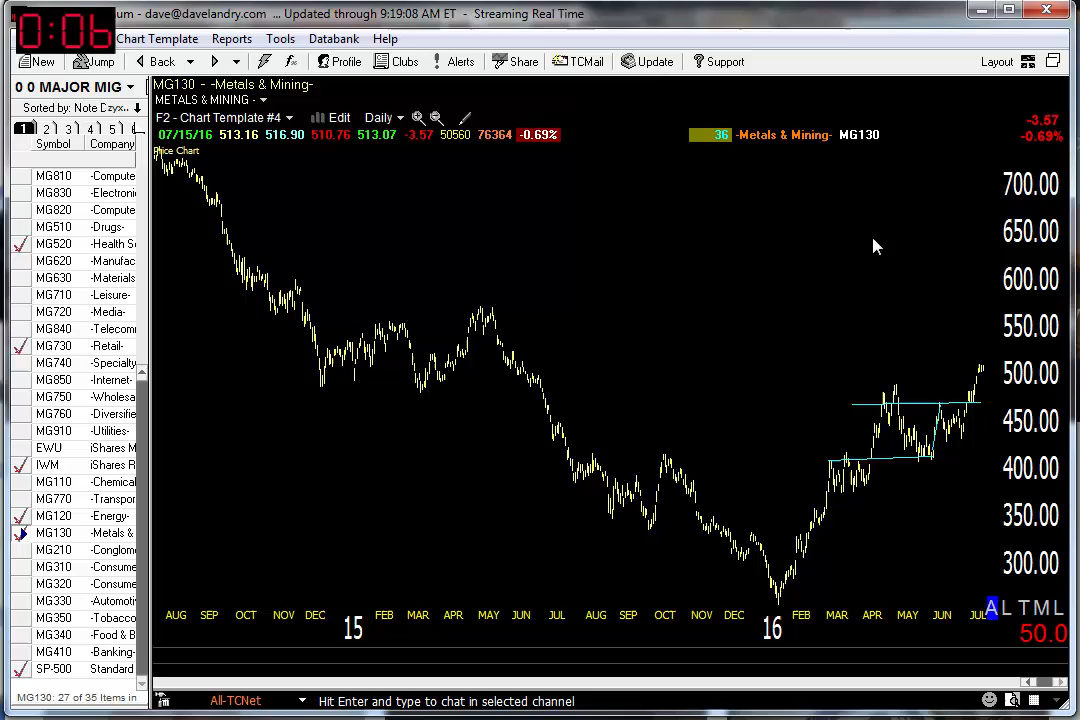 um - dave@davelandry.com ... Updated through 9:19:08 AM ET - Streaming Real Time
0:06
Chart Template Reports Tools Databank Help
New Jump Back Profile Clubs Alerts Share TCMail Update Support Layout
0 0 MAJOR MIG
Sorted by: Note Dzyx..
1 2 3 4 5 6
Symbol Company
MG810 -Compute
MG830 -Electroni
MG820 -Compute
MG510 -Drugs-
MG520 -Health S
MG620 -Manufac
MG630 -Materials
MG710 -Leisure-
MG720 -Media-
MG840 -Telecom
MG730 -Retail-
MG740 -Specialty
MG850 -Internet-
MG750 -Wholesa
MG760 -Diversifie
MG910 -Utilities-
EWU iShares M
IWM iShares R
MG110 -Chemical
MG770 -Transpor
MG120 -Energy-
MG130 -Metals &
MG210 -Conglom
MG310 -Consume
MG320 -Consume
MG330 -Automoti
MG350 -Tobacco-
MG340 -Food & B
MG410 -Banking-
SP-500 Standard
MG130: 27 of 35 Items in
MG130 - -Metals & Mining-
METALS & MINING -
F2 - Chart Template #4 Edit Daily
07/15/16 513.16 516.90 510.76 513.07 -3.57 50560 76364 -0.69% 36 -Metals & Mining- MG130
-3.57
-0.69%
Price Chart
700.00
650.00
600.00
550.00
500.00
450.00
400.00
350.00
300.00
AUG SEP OCT NOV DEC FEB MAR APR MAY JUN JUL AUG SEP OCT NOV DEC FEB MAR APR MAY JUN JUL
15 16
A L T M L
50.0
All-TCNet Hit Enter and type to chat in selected channel